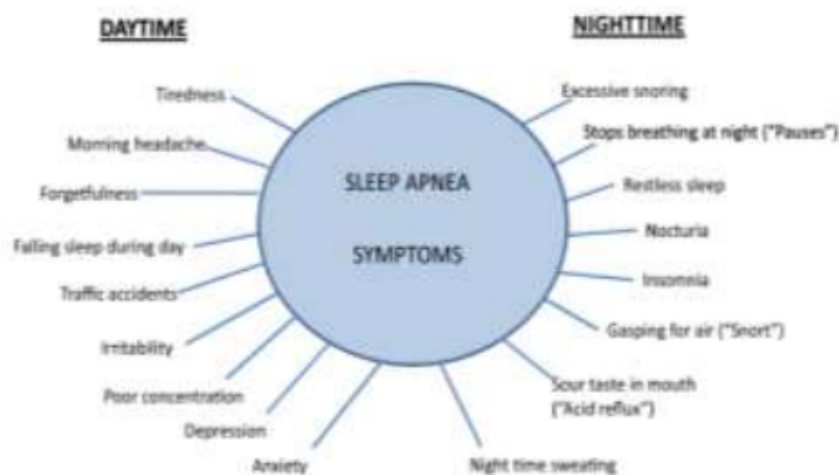 DAYTIME
Tiredness
Morning headache
Forgetfulness
Falling sleep during day
Traffic accidents
Irritability
Poor concentration
Depression
Anxiety
SLEEP APNEA
SYMPTOMS
NIGHTTIME
Excessive snoring
Stops breathing at night ("Pauses")
Restless sleep
Nocturia
Insomnia
Gasping for air ("Snort")
Sour taste in mouth
("Acid reflux")
Night time sweating